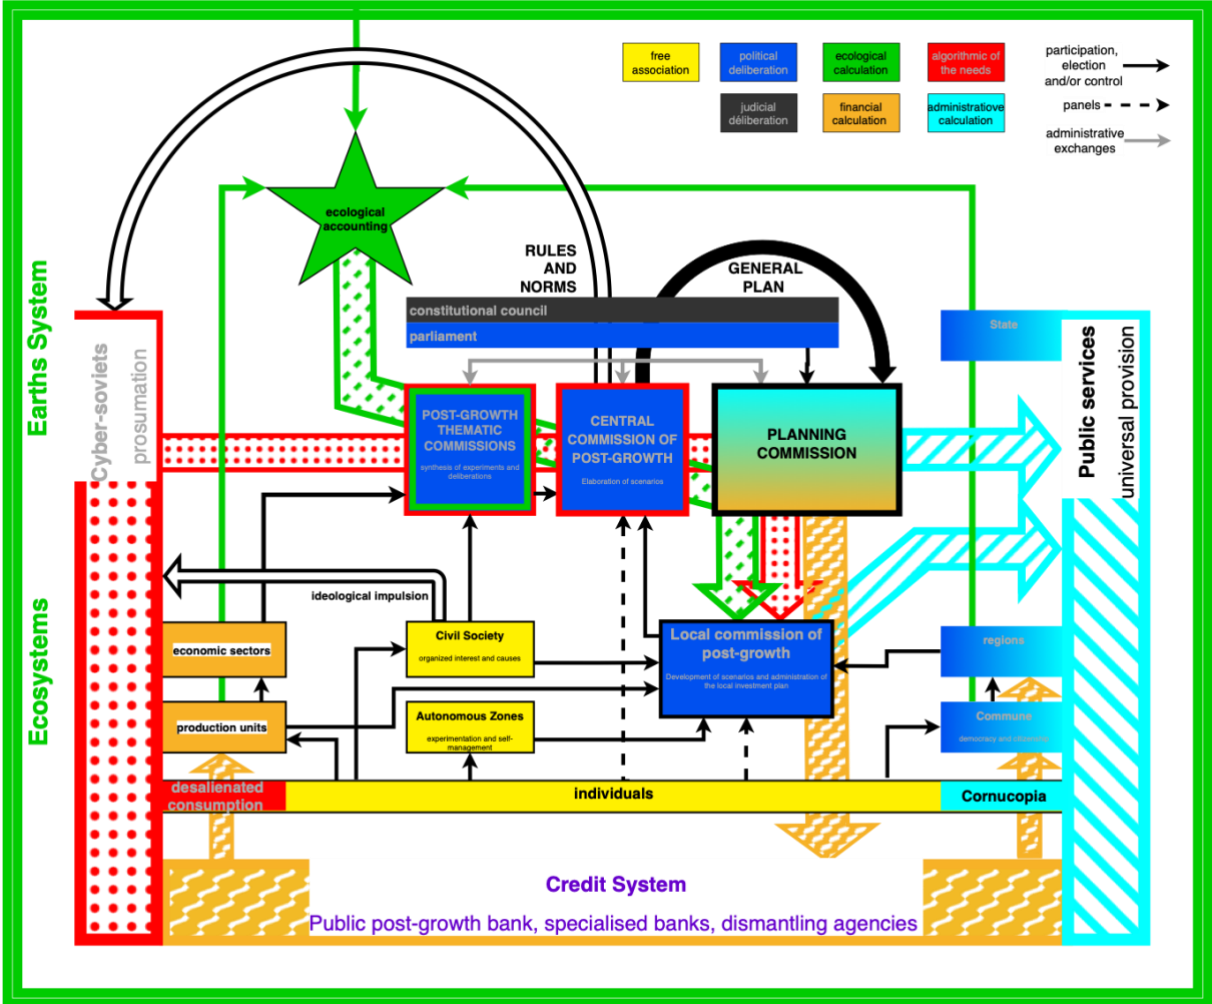 free
association
political
deliberation
ecological
calculation
algorithmic of
the needs
participation,
election
and/or control
judicial
déliberation
financial
calculation
administratiove
calculation
panels
administrative
exchanges
ecological
accounting
RULES
AND
NORMS
GENERAL
PLAN
constitutional council
parliament
State
Earths System
Ecosystems
Cyber-soviets
prosumation
POST-GROWTH
THEMATIC
COMMISSIONS
synthesis of experiments and
deliberations
CENTRAL
COMMISSION OF
POST-GROWTH
Elaboration of scenarios
PLANNING
COMMISSION
Public services
universal provision
ideological impulsion
economic sectors
Civil Society
organized interest and causes
Local commission of
post-growth
Development of scenarios and administration of
the local investment plan
regions
production units
Autonomous Zones
experimentation and self-
management
Commune
democracy and citizenship
desalienated
consumption
individuals
Cornucopia
Credit System
Public post-growth bank, specialised banks, dismantling agencies